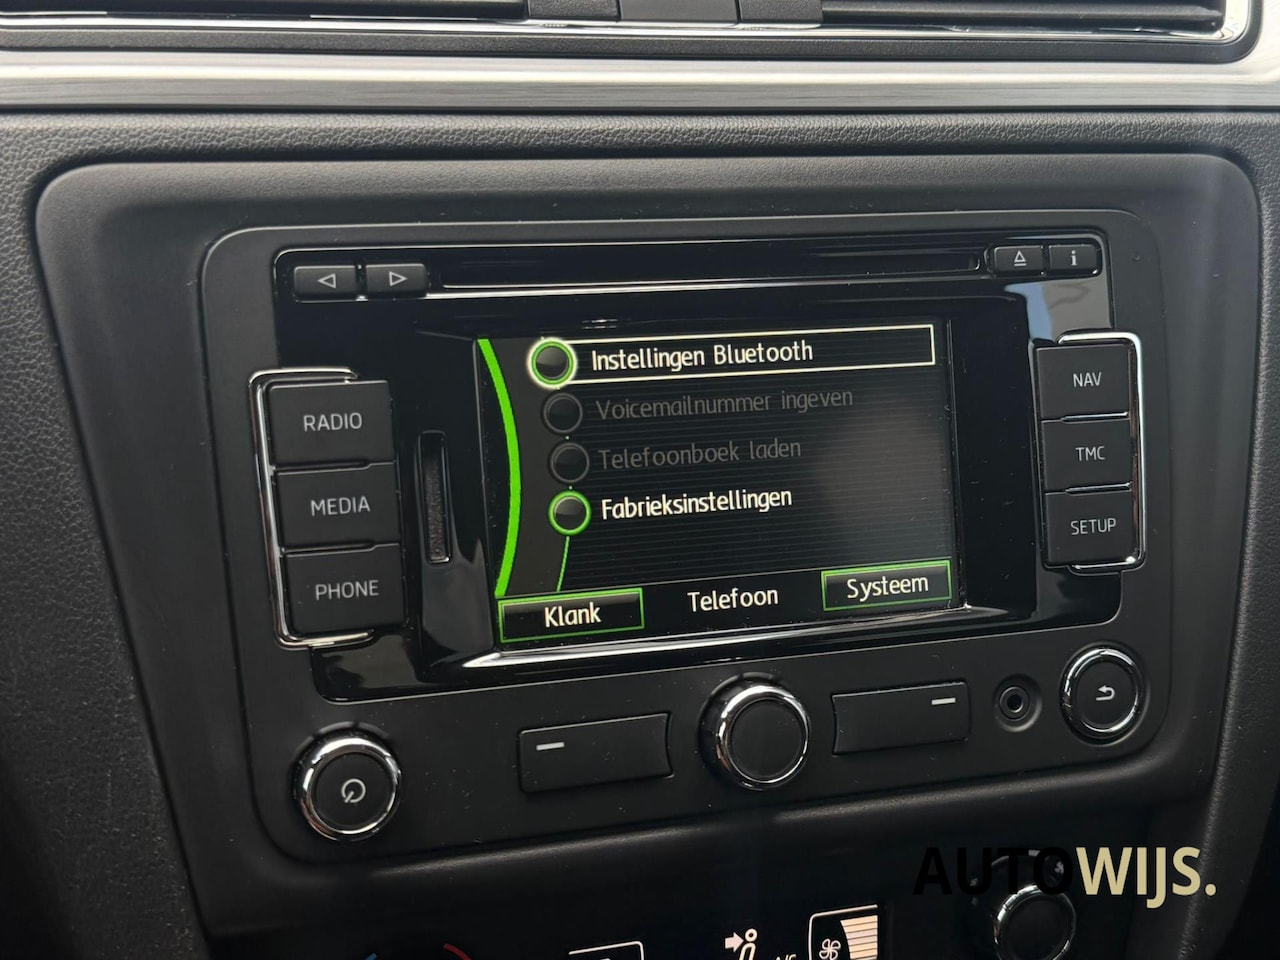 RADIO
MEDIA
PHONE
i
NAV
TMC
SETUP
Instellingen Bluetooth
Voicemailnummer ingeven
Telefoonboek laden
Fabrieksinstellingen
Klank
Telefoon
Systeem
AUTOWIJS.